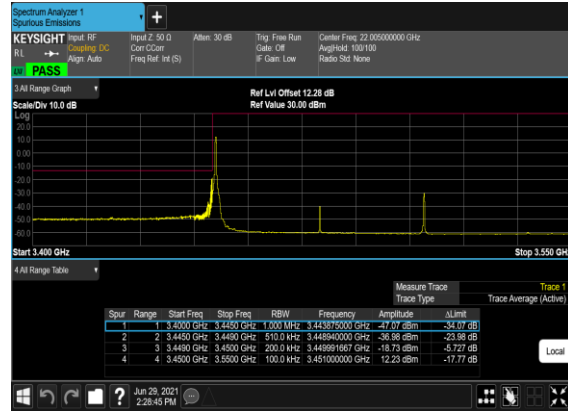 Spectrum Analyzer 1
Spurious Emissions
KEYSIGHT Input: RF Input Z: 50 Ω Atten: 30 dB Trig: Free Run Center Freq: 22.005000000 GHz
RL Coupling: DC Corr CCorr Gate: Off Avg|Hold: 100/100
Align: Auto Freq Ref: Int (S) IF Gain: Low Radio Std: None
PASS
3 All Range Graph
Ref Lvl Offset 12.28 dB
Scale/Div 10.0 dB Ref Value 30.00 dBm
Log
20.0
10.0
0.00
-10.0
-20.0
-30.0
-40.0
-50.0
-60.0
Start 3.400 GHz Stop 3.550 GHz
4 All Range Table
Measure Trace Trace 1
Trace Type Trace Average (Active)
Spur Range Start Freq Stop Freq RBW Frequency Amplitude ΔLimit
1 1 3.4000 GHz 3.4450 GHz 1.000 MHz 3.443875000 GHz -47.07 dBm -34.07 dB
2 2 3.4450 GHz 3.4490 GHz 510.0 kHz 3.448940000 GHz -36.98 dBm -23.98 dB
3 3 3.4490 GHz 3.4500 GHz 200.0 kHz 3.449991667 GHz -18.73 dBm -5.727 dB
4 4 3.4500 GHz 3.5500 GHz 100.0 kHz 3.451000000 GHz 12.23 dBm -17.77 dB
Local
Jun 29, 2021
2:28:45 PM